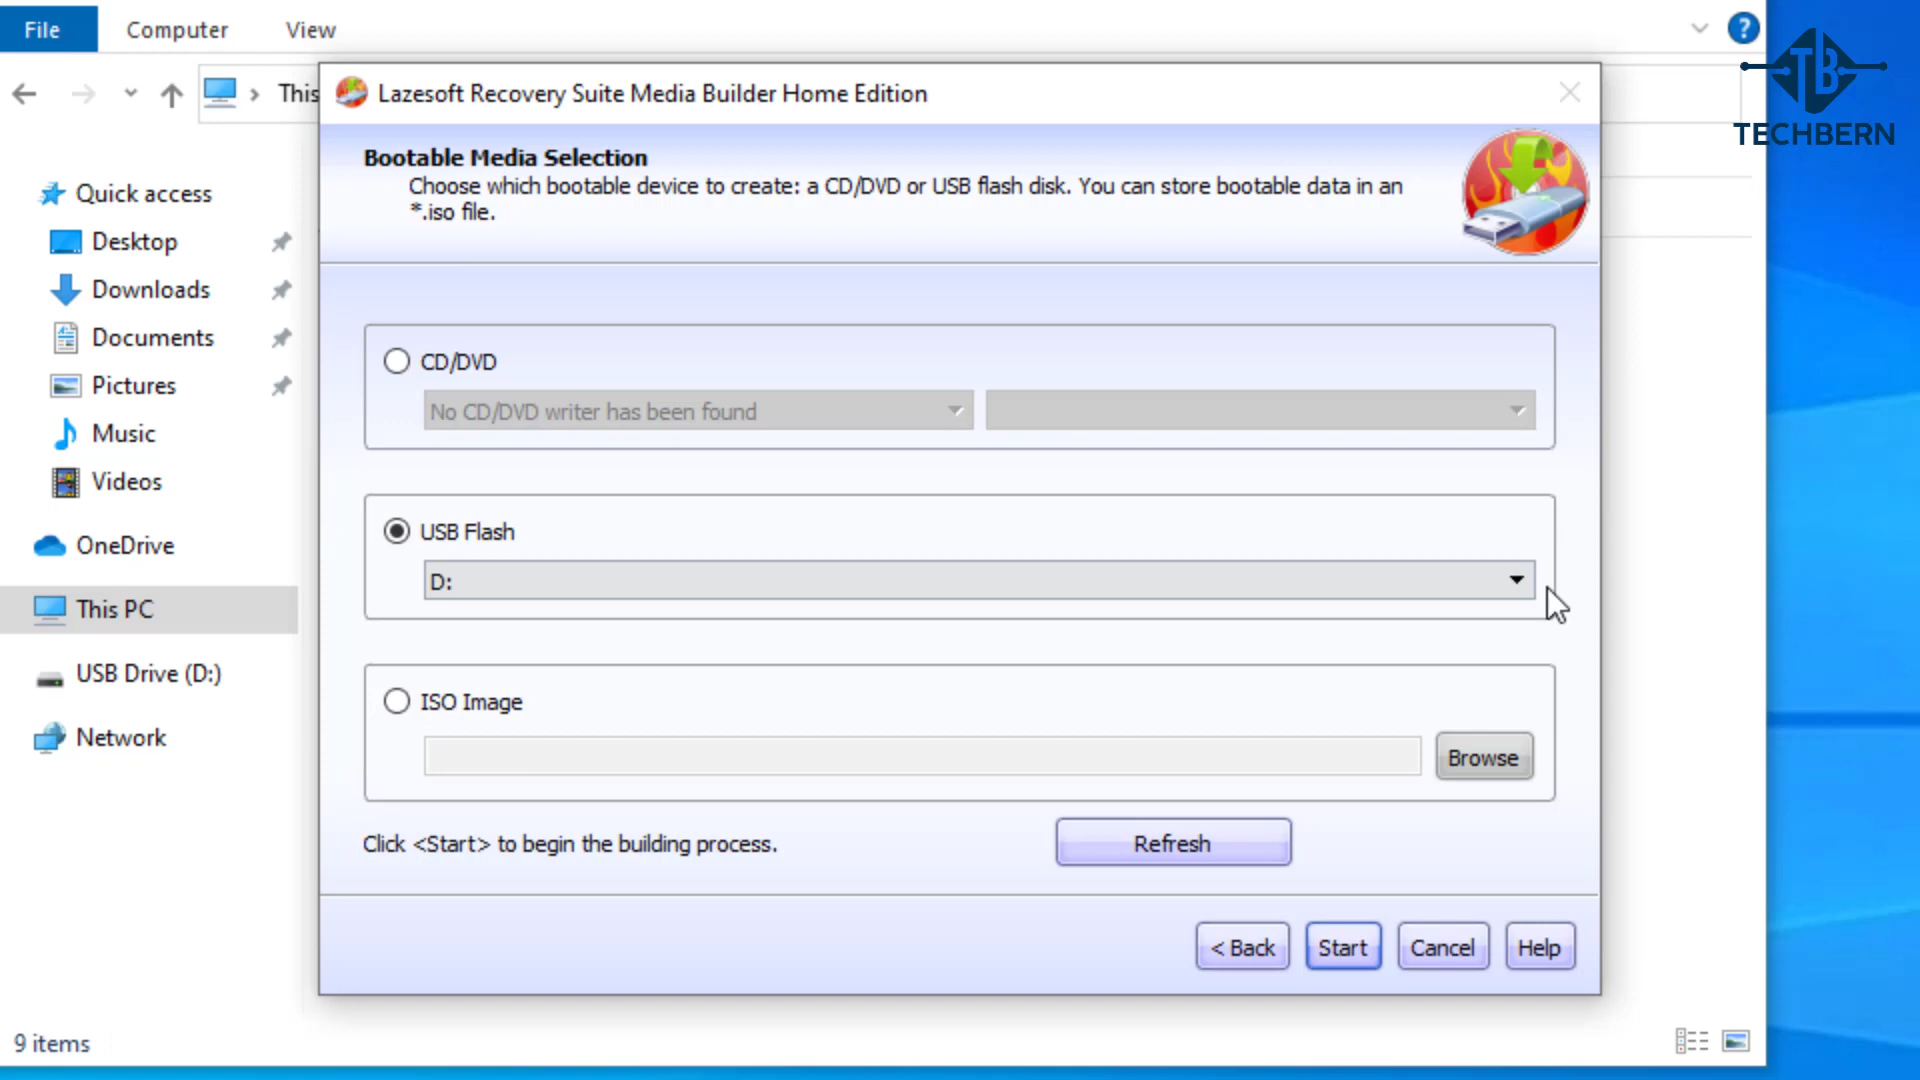 File
Computer
View
?
TB
TECHBERN
This
Lazesoft Recovery Suite Media Builder Home Edition
Bootable Media Selection
Choose which bootable device to create: a CD/DVD or USB flash disk. You can store bootable data in an
*.iso file.
Quick access
Desktop
Downloads
Documents
Pictures
Music
Videos
OneDrive
This PC
USB Drive (D:)
Network
CD/DVD
No CD/DVD writer has been found
USB Flash
D:
ISO Image
Browse
Click <Start> to begin the building process.
Refresh
< Back
Start
Cancel
Help
9 items